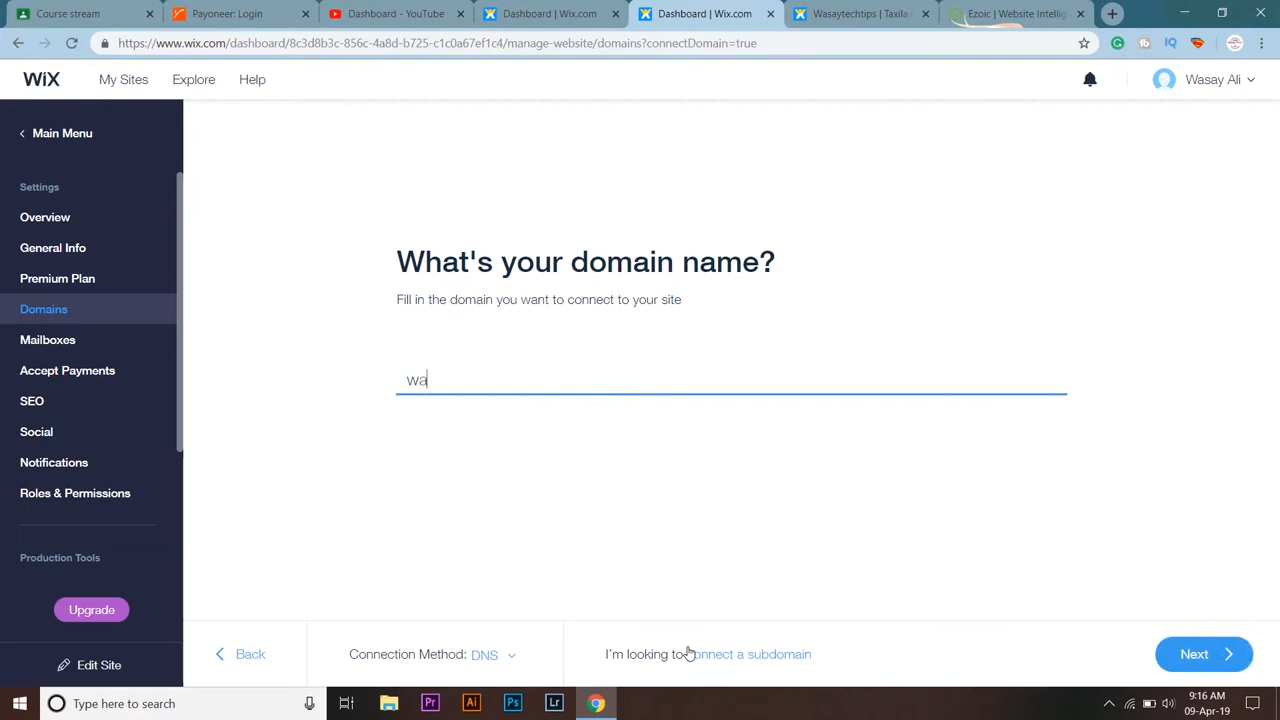 Course stream
Payoneer: Login
Dashboard - YouTube
Dashboard | Wix.com
Dashboard | Wix.com
Wasaytechtips | Taxila
Ezoic | Website Intellig
https://www.wix.com/dashboard/8c3d8b3c-856c-4a8d-b725-c1c0a67ef1c4/manage-website/domains?connectDomain=true
WiX
My Sites
Explore
Help
Wasay Ali
Main Menu
Settings
Overview
General Info
Premium Plan
Domains
Mailboxes
Accept Payments
SEO
Social
Notifications
Roles & Permissions
Production Tools
Upgrade
Edit Site
What's your domain name?
Fill in the domain you want to connect to your site
wa
Back
Connection Method: DNS
I'm looking to connect a subdomain
Next
Type here to search
Pr
Ai
Ps
Lr
9:16 AM
09-Apr-19